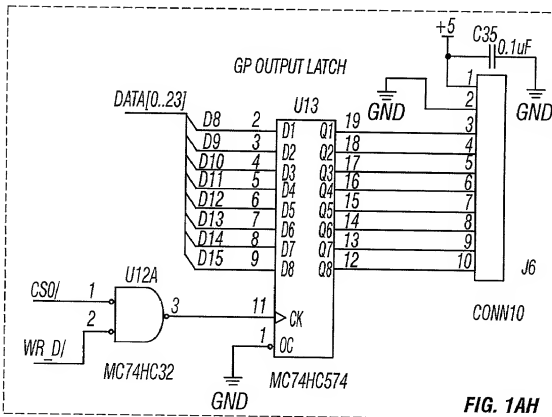 +5 C35
0.1uF
GP OUTPUT LATCH
GND GND
DATA[0..23] U13
1
2
D8 2 D1 Q1 19 3
D9 3 D2 Q2 18 4
D10 4 D3 Q3 17 5
D11 5 D4 Q4 16 6
D12 6 D5 Q5 15 7
D13 7 D6 Q6 14 8
D14 8 D7 Q7 13 9
D15 9 D8 Q8 12 10
J6
U12A
CS0/ 1
3 11 CK
CONN10
2
WR_D/ 1 OC
MC74HC32 MC74HC574
GND
FIG. 1AH